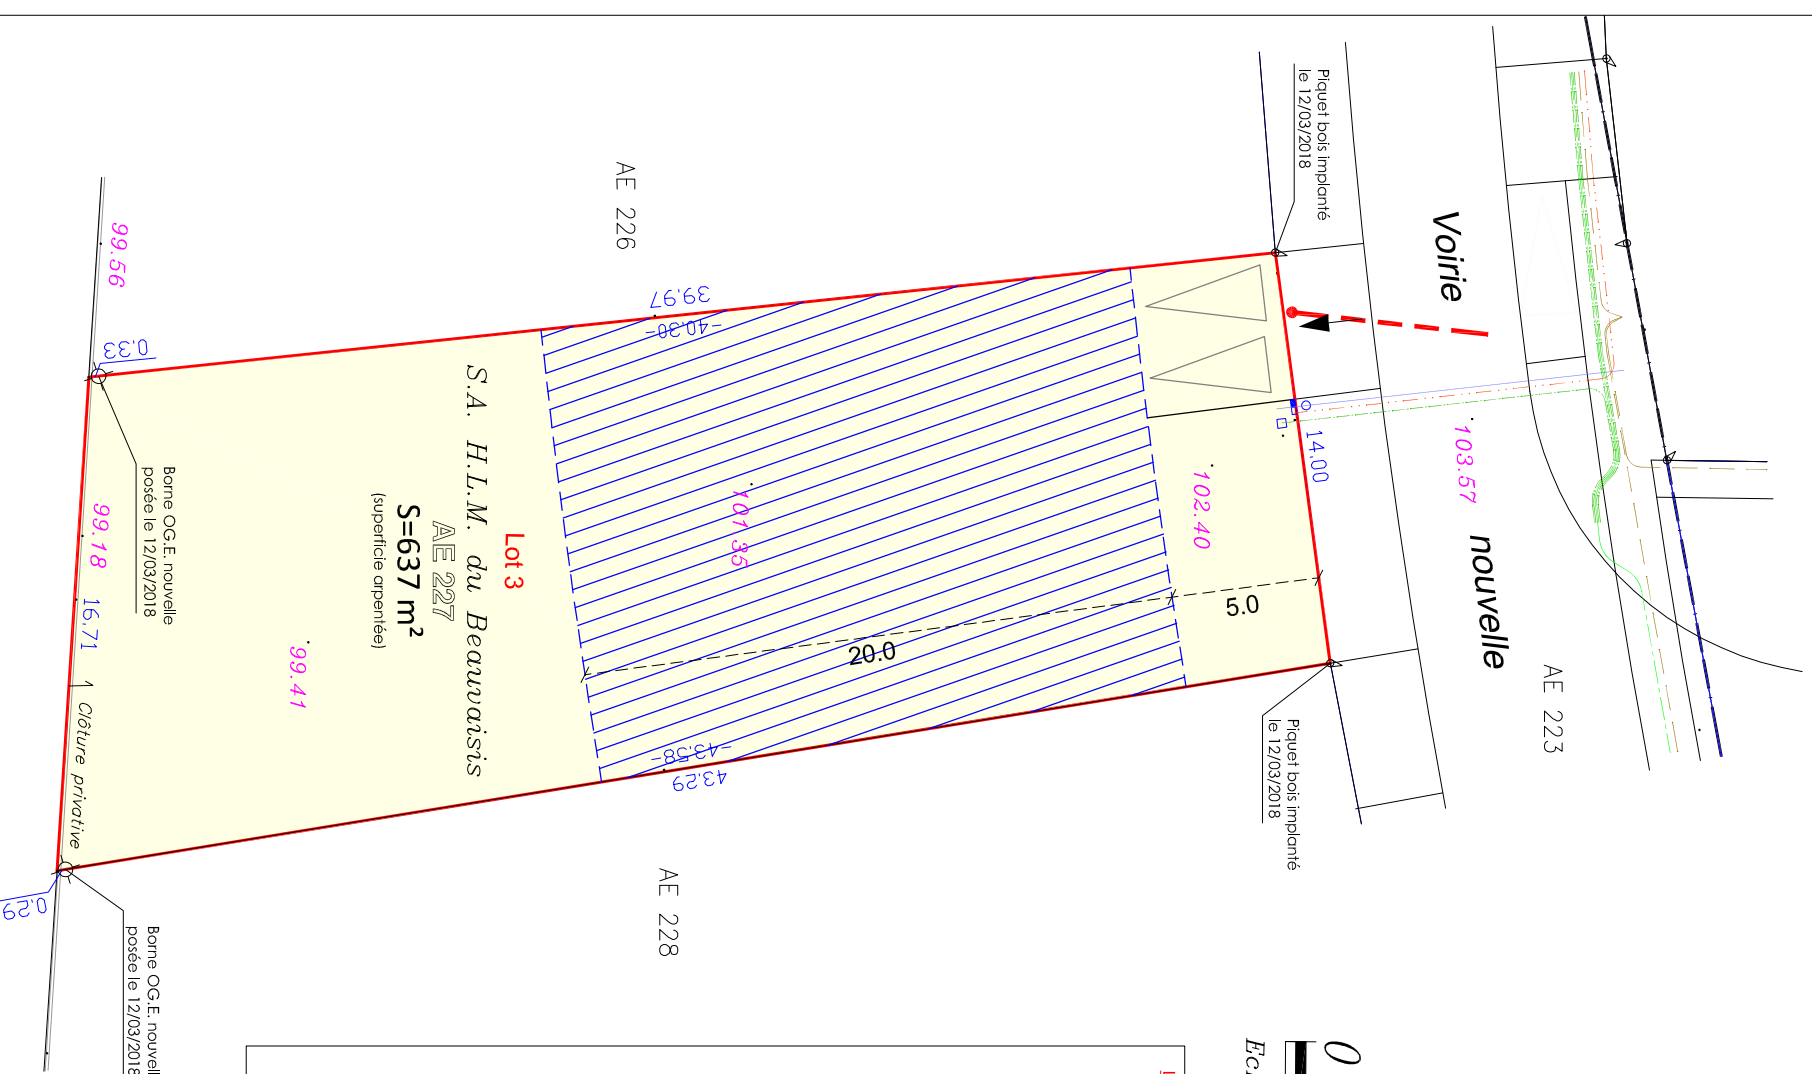 Piquet bois implanté
le 12/03/2018
Voirie nouvelle
AE 226
AE 223
AE 228
103.57
102.40
101.35
99.56
99.18
99.41
14,00
39.97
-40.30-
0.33
16.71
-43.58-
43.29
0.29
5.0
20.0
Lot 3
S.A. H.L.M. du Beauvaisis
AE 227
S=637 m²
(superficie arpentée)
Borne OG.E. nouvelle
posée le 12/03/2018
Clôture privative
Piquet bois implanté
le 12/03/2018
Borne OG.E. nouvell
posée le 12/03/2018
0
Ec